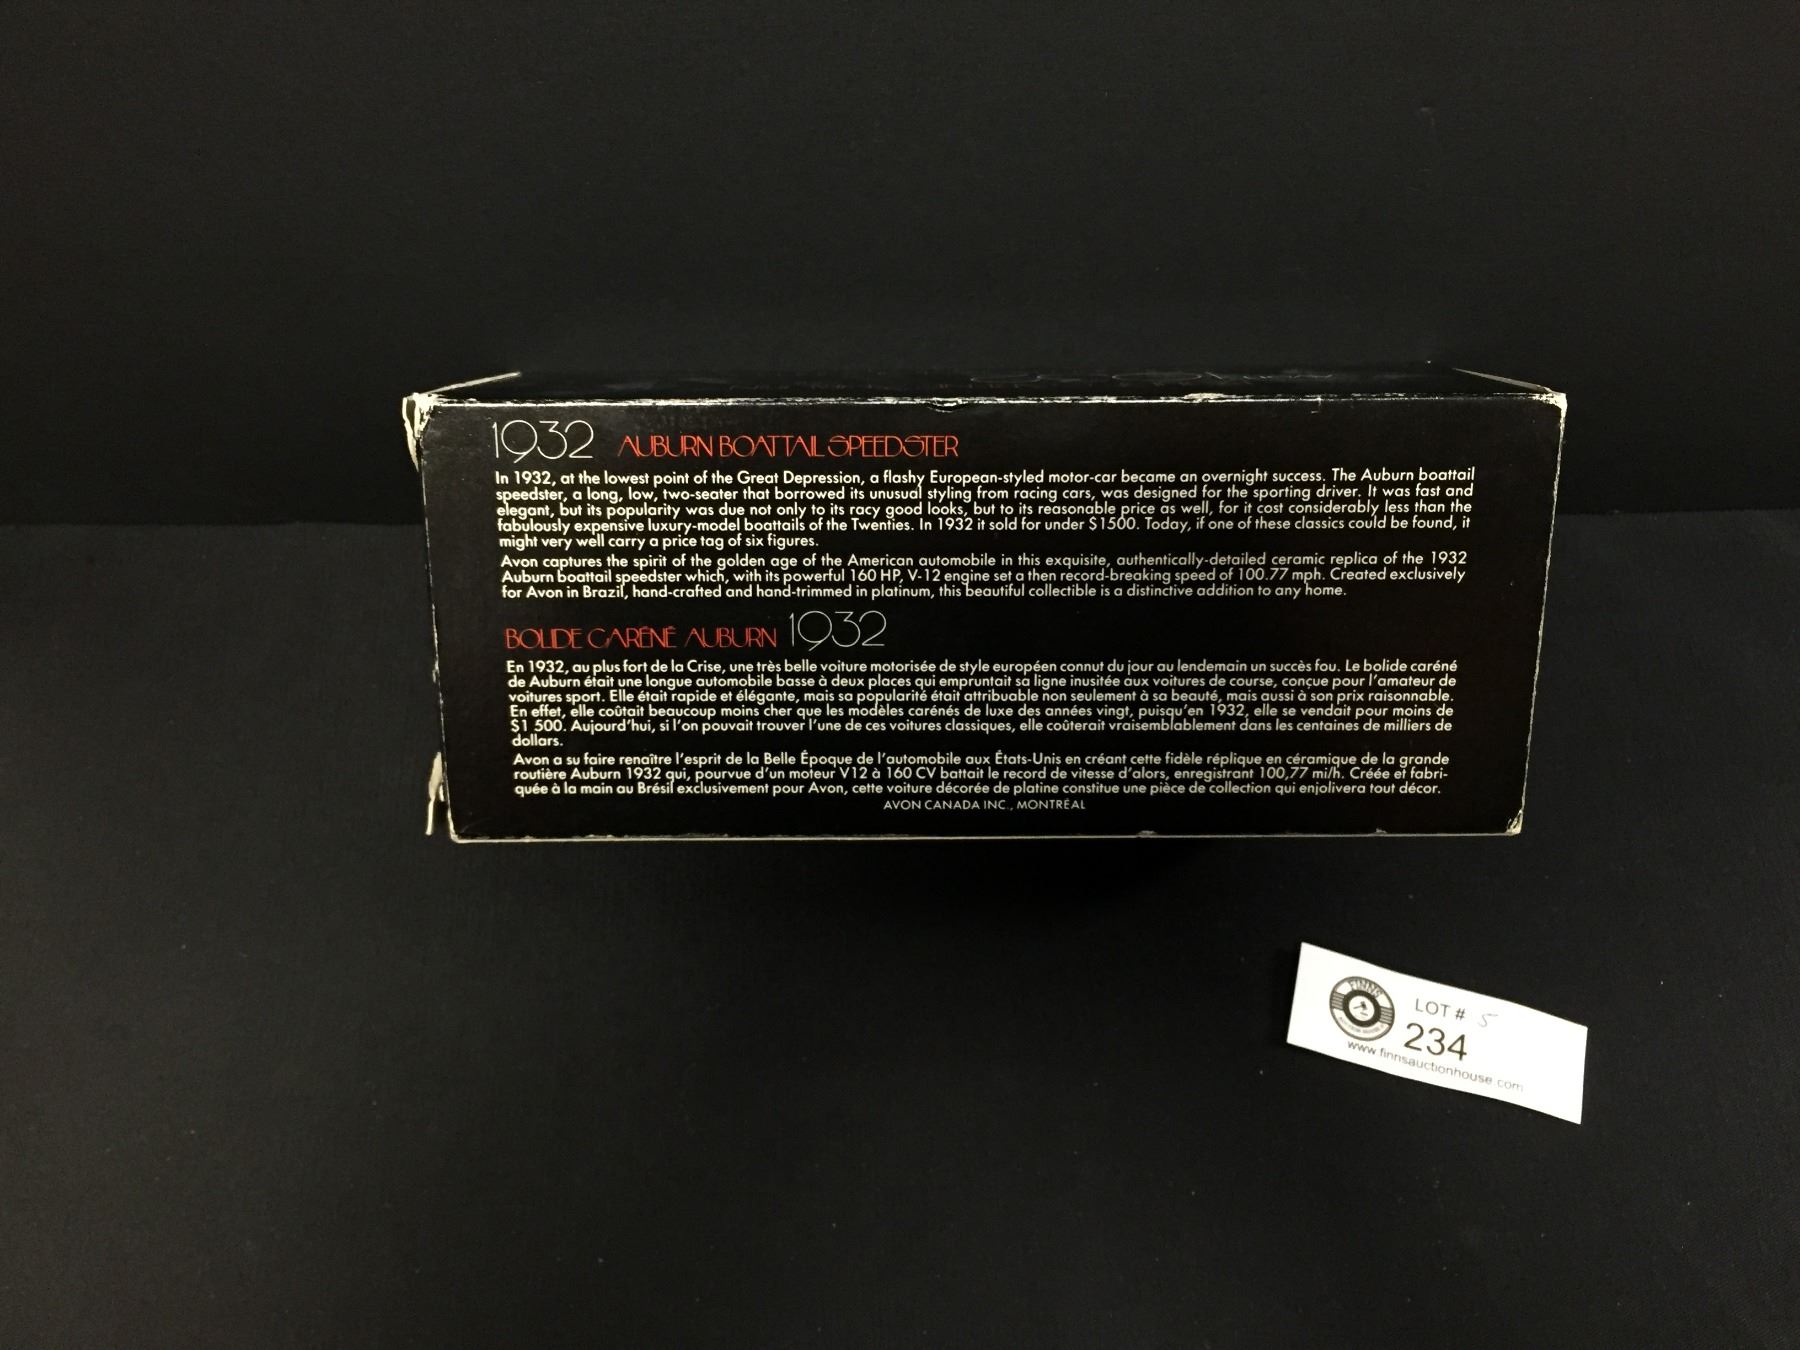 1932 AUBURN BOATTAIL SPEEDSTER
In 1932, at the lowest point of the Great Depression, a flashy European-styled motor-car became an overnight success. The Auburn boattail
speedster, a long, low, two-seater that borrowed its unusual styling from racing cars, was designed for the sporting driver. It was fast and
elegant, but its popularity was due not only to its racy good looks, but to its reasonable price as well, for it cost considerably less than the
fabulously expensive luxury-model boattails of the Twenties. In 1932 it sold for under $1500. Today, if one of these classics could be found, it
might very well carry a price tag of six figures.
Avon captures the spirit of the golden age of the American automobile in this exquisite, authentically-detailed ceramic replica of the 1932
Auburn boattail speedster which, with its powerful 160 HP, V-12 engine set a then record-breaking speed of 100.77 mph. Created exclusively
for Avon in Brazil, hand-crafted and hand-trimmed in platinum, this beautiful collectible is a distinctive addition to any home.
BOLIDE CARÉNÉ AUBURN 1932
En 1932, au plus fort de la Crise, une très belle voiture motorisée de style européen connut du jour au lendemain un succès fou. Le bolide caréné
de Auburn était une longue automobile basse à deux places qui empruntait sa ligne inusitée aux voitures de course, conçue pour l'amateur de
voitures sport. Elle était rapide et élégante, mais sa popularité était attribuable non seulement à sa beauté, mais aussi à son prix raisonnable.
En effet, elle coûtait beaucoup moins cher que les modèles carénés de luxe des années vingt, puisqu'en 1932, elle se vendait pour moins de
$1 500. Aujourd'hui, si l'on pouvait trouver l'une de ces voitures classiques, elle coûterait vraisemblablement dans les centaines de milliers de
dollars.
Avon a su faire renaître l'esprit de la Belle Époque de l'automobile aux États-Unis en créant cette fidèle réplique en céramique de la grande
routière Auburn 1932 qui, pourvue d'un moteur V12 à 160 CV battait le record de vitesse d'alors, enregistrant 100,77 mi/h. Créée et fabri-
quée à la main au Brésil exclusivement pour Avon, cette voiture décorée de platine constitue une pièce de collection qui enjolivera tout décor.
AVON CANADA INC., MONTRÉAL
FINNS
LOT # 5
234
www.finnsauctionhouse.com